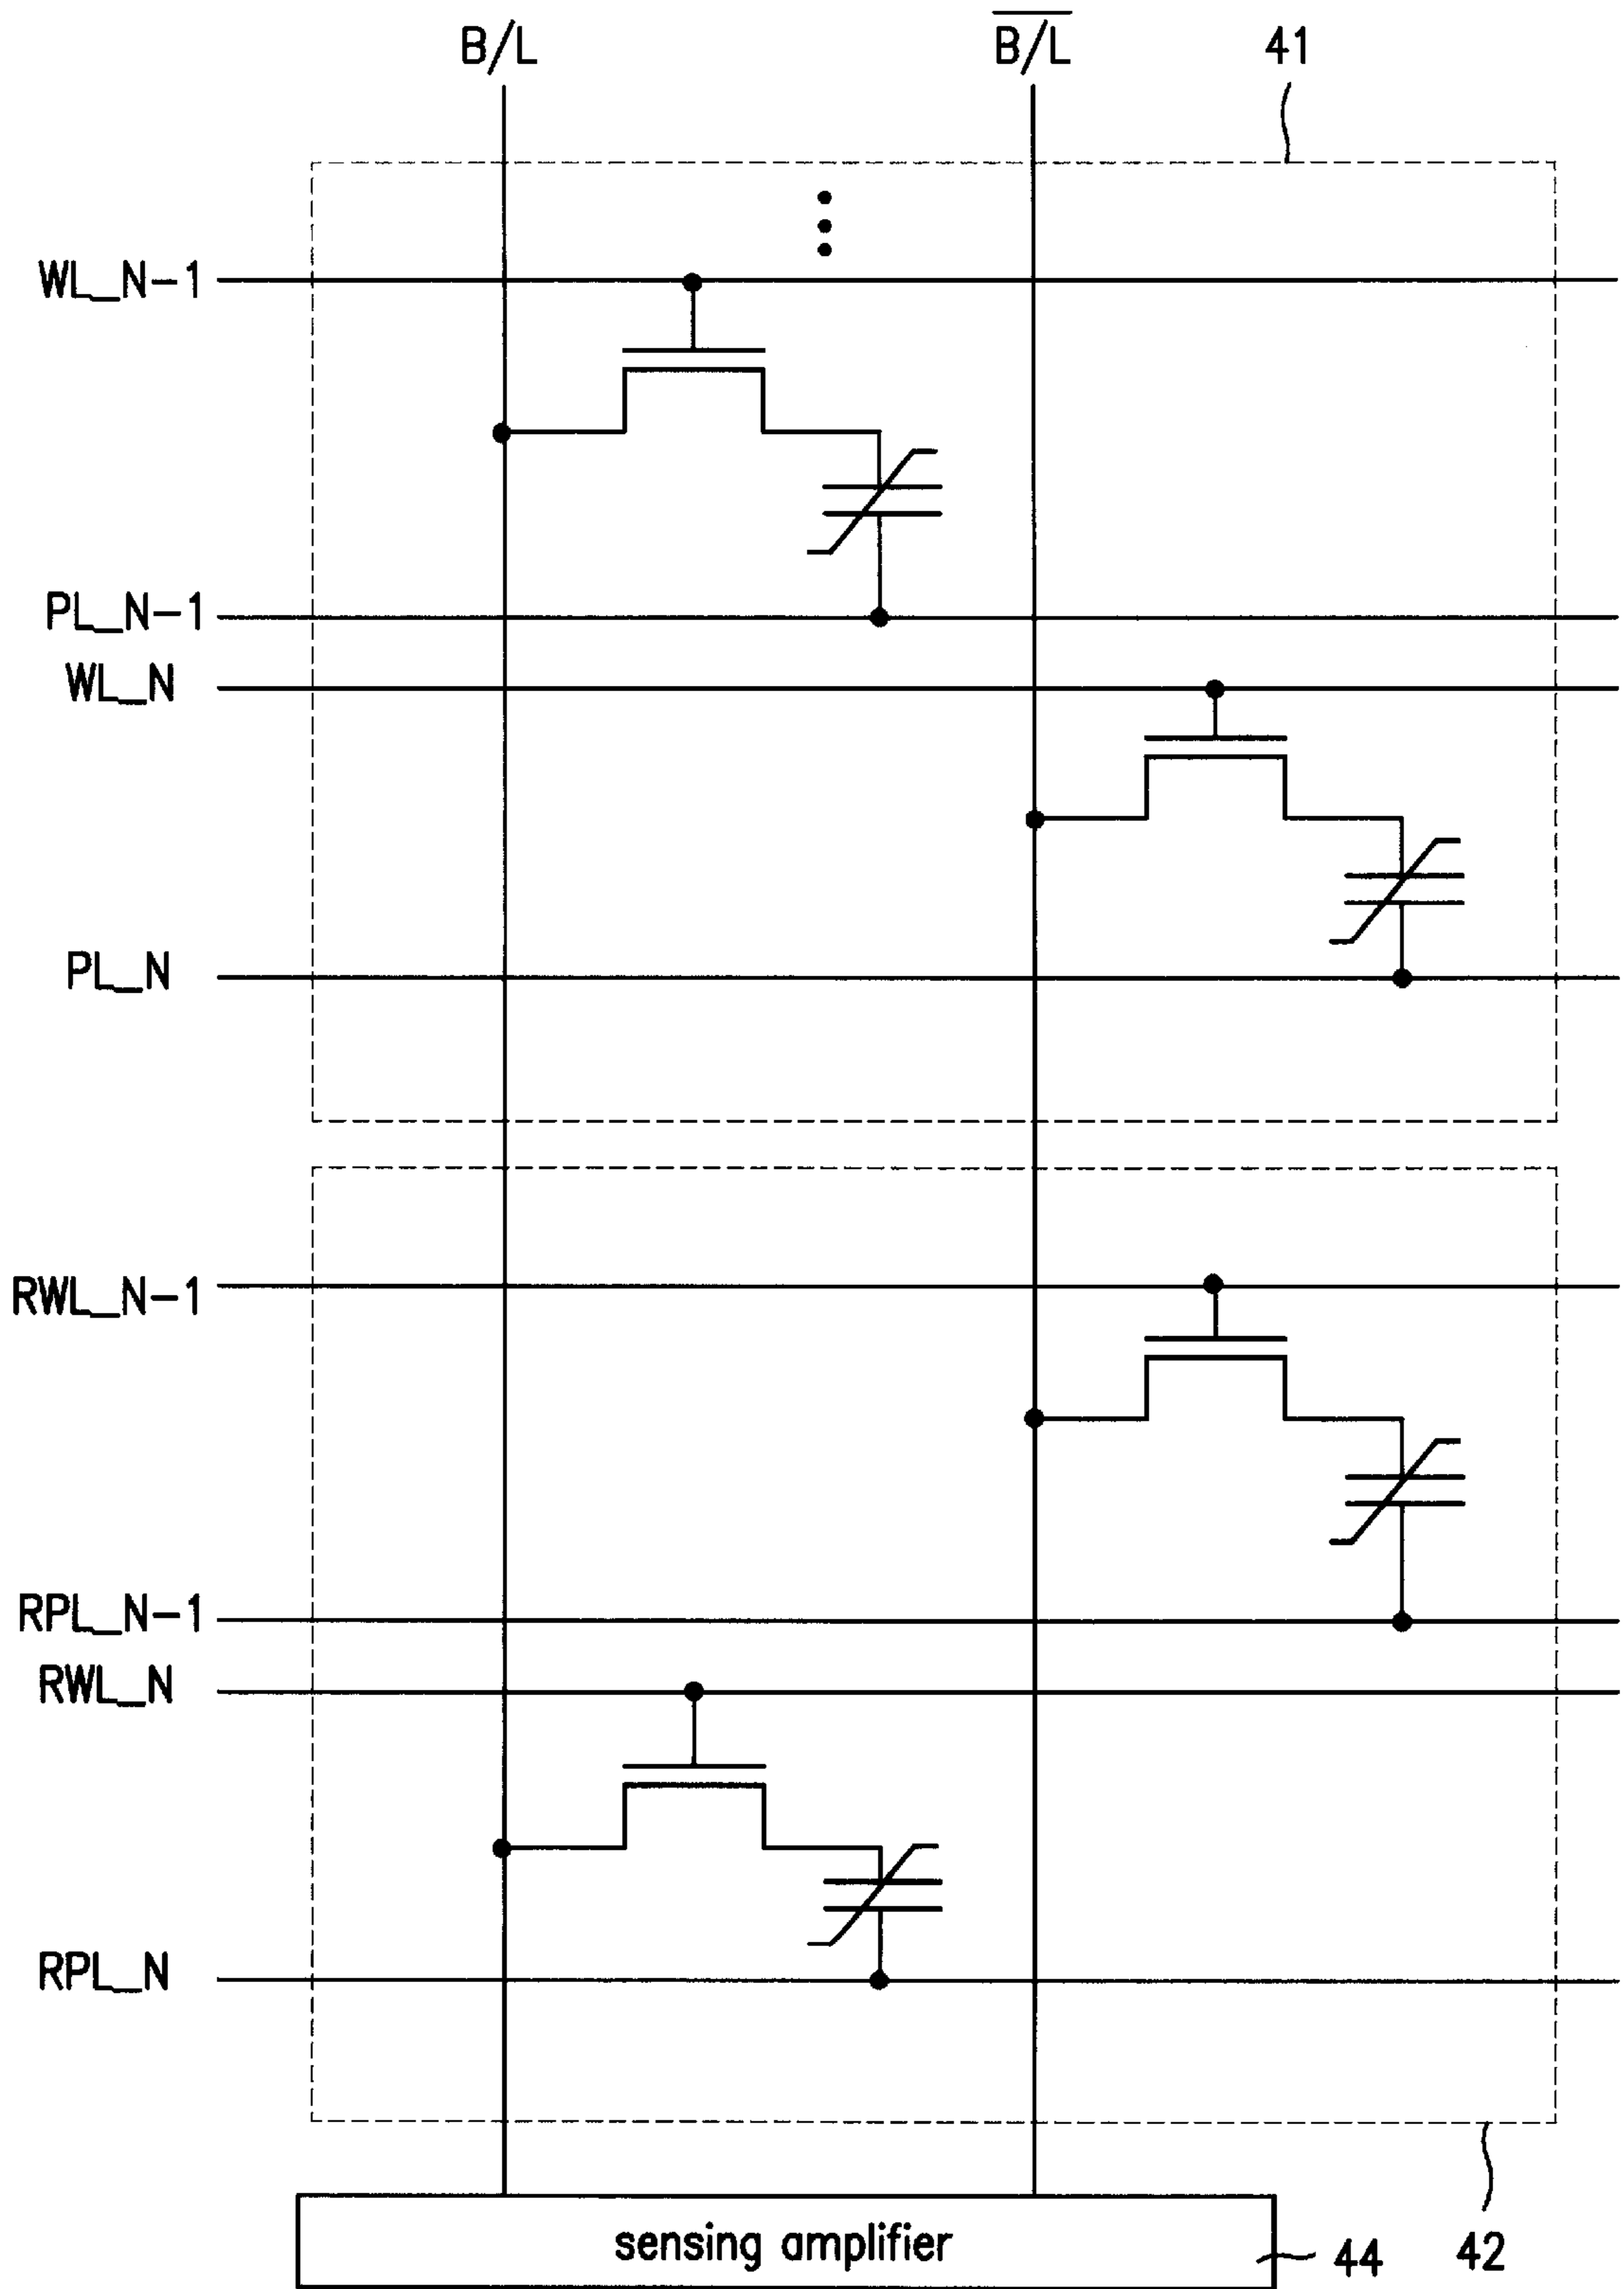 B/L B/L 41
WL_N-1
PL_N-1
WL_N
PL_N
RWL_N-1
RPL_N-1
RWL_N
RPL_N
sensing amplifier 44 42